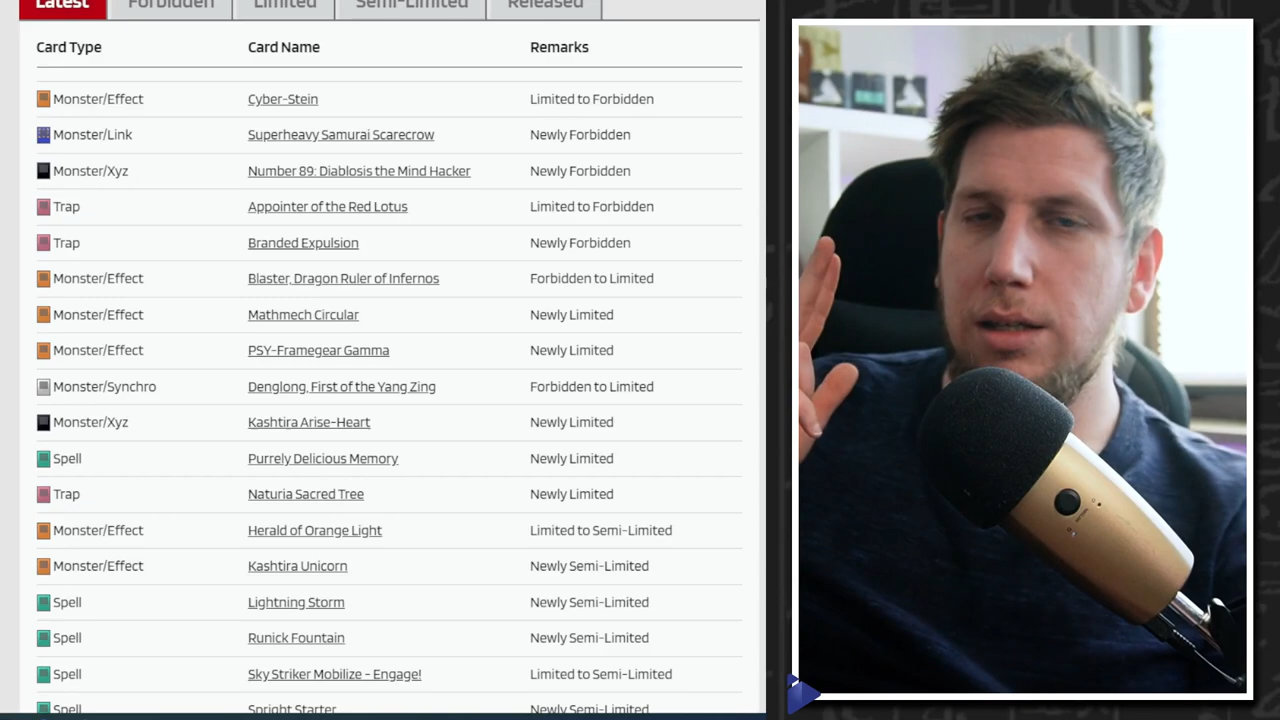 Latest Forbidden Limited Semi-Limited Released
Card Type Card Name Remarks
Monster/Effect Cyber-Stein Limited to Forbidden
Monster/Link Superheavy Samurai Scarecrow Newly Forbidden
Monster/Xyz Number 89: Diablosis the Mind Hacker Newly Forbidden
Trap Appointer of the Red Lotus Limited to Forbidden
Trap Branded Expulsion Newly Forbidden
Monster/Effect Blaster, Dragon Ruler of Infernos Forbidden to Limited
Monster/Effect Mathmech Circular Newly Limited
Monster/Effect PSY-Framegear Gamma Newly Limited
Monster/Synchro Denglong, First of the Yang Zing Forbidden to Limited
Monster/Xyz Kashtira Arise-Heart Newly Limited
Spell Purrely Delicious Memory Newly Limited
Trap Naturia Sacred Tree Newly Limited
Monster/Effect Herald of Orange Light Limited to Semi-Limited
Monster/Effect Kashtira Unicorn Newly Semi-Limited
Spell Lightning Storm Newly Semi-Limited
Spell Runick Fountain Newly Semi-Limited
Spell Sky Striker Mobilize - Engage! Limited to Semi-Limited
Spell Spright Starter Newly Semi-Limited